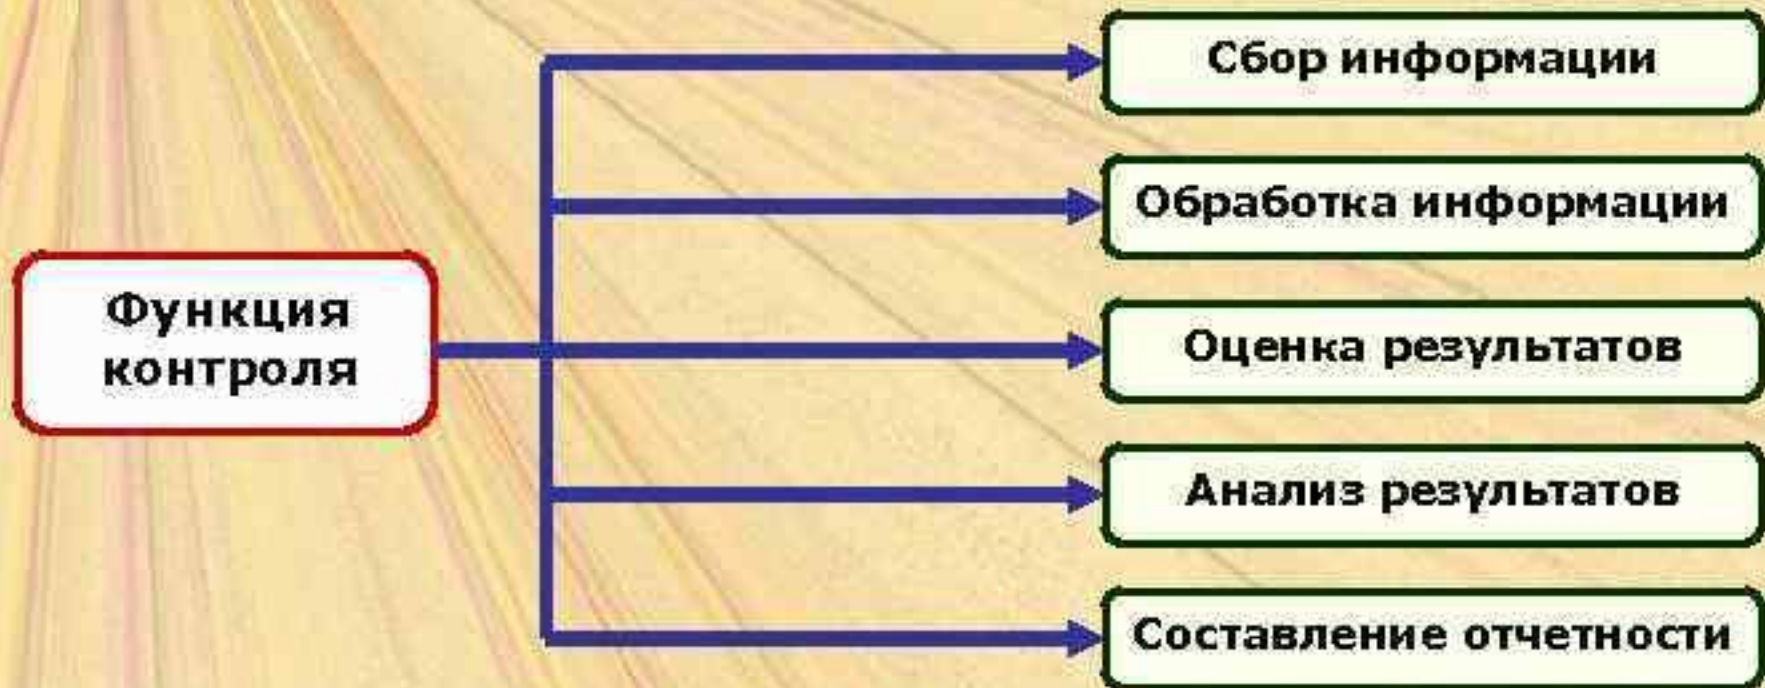 Функция
контроля
Сбор информации
Обработка информации
Оценка результатов
Анализ результатов
Составление отчетности